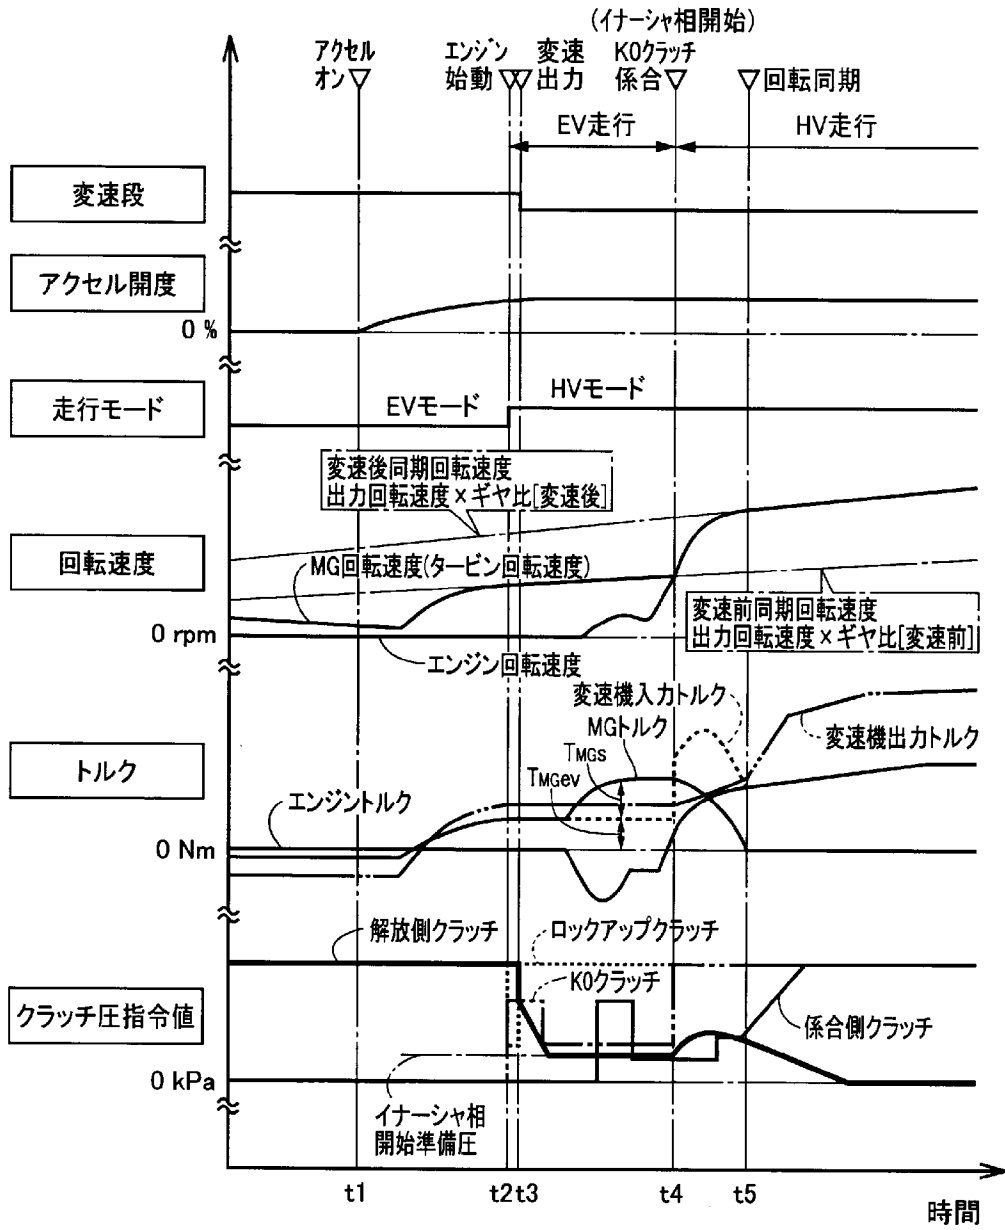 (イナーシャ相開始)
アクセル
オン
エンジン
始動
変速
出力
K0クラッチ
係合
回転同期
EV走行
HV走行
変速段
アクセル開度
0 %
走行モード
EVモード
HVモード
変速後同期回転速度
出力回転速度×ギヤ比[変速後]
回転速度
MG回転速度(タービン回転速度)
変速前同期回転速度
出力回転速度×ギヤ比[変速前]
0 rpm
エンジン回転速度
変速機入力トルク
MGトルク
変速機出力トルク
トルク
TMGs
TMGev
エンジントルク
0 Nm
解放側クラッチ
ロックアップクラッチ
K0クラッチ
クラッチ圧指令値
係合側クラッチ
0 kPa
イナーシャ相
開始準備圧
t1
t2
t3
t4
t5
時間